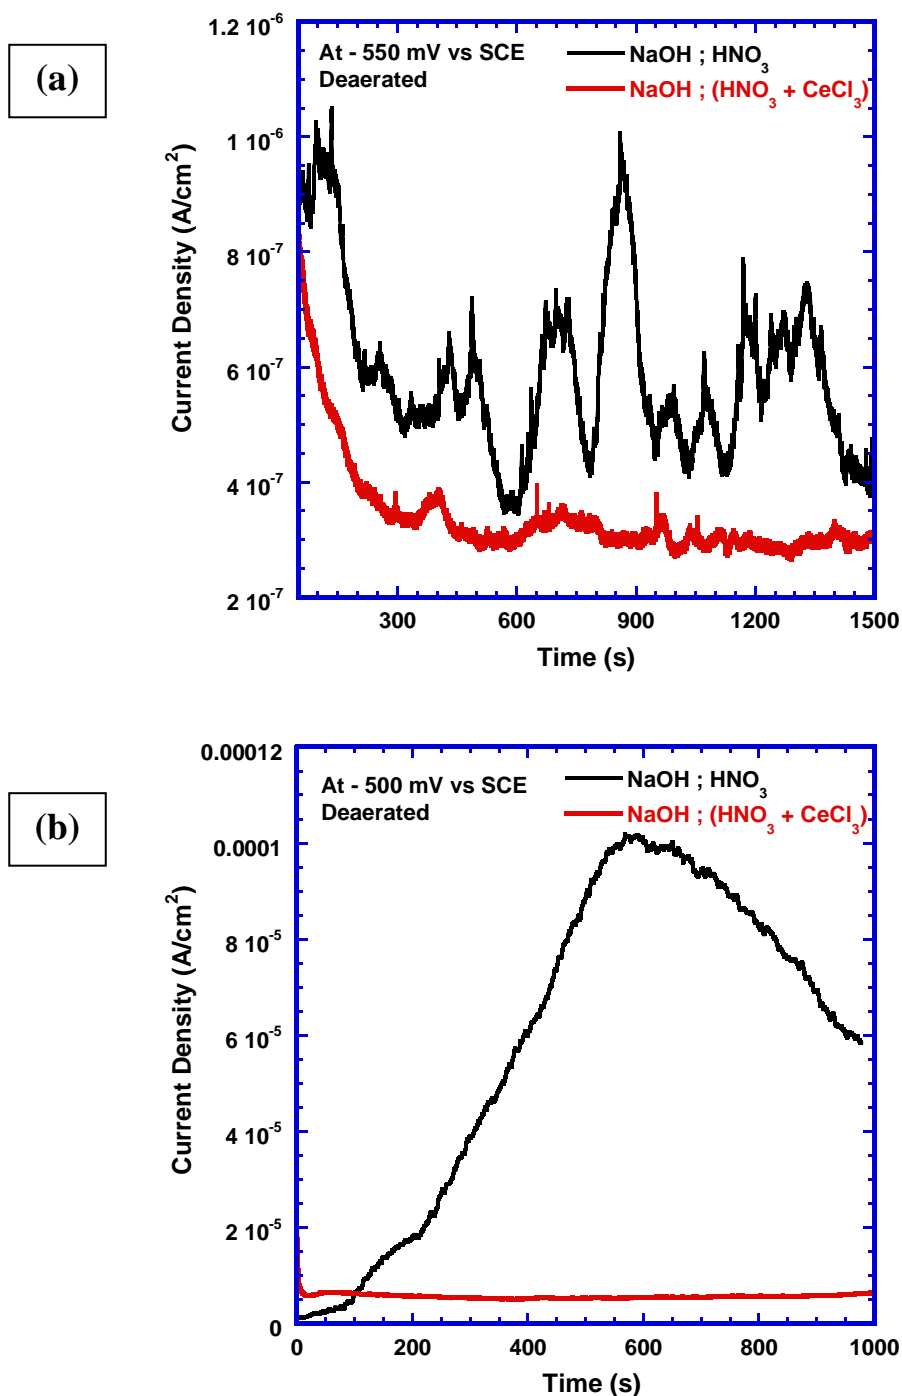 (a)
At - 550 mV vs SCE
Deaerated
NaOH ; HNO₃
NaOH ; (HNO₃ + CeCl₃)
Current Density (A/cm²)
1.2 10⁻⁶
1 10⁻⁶
8 10⁻⁷
6 10⁻⁷
4 10⁻⁷
2 10⁻⁷
300 600 900 1200 1500
Time (s)
(b)
At - 500 mV vs SCE
Deaerated
NaOH ; HNO₃
NaOH ; (HNO₃ + CeCl₃)
Current Density (A/cm²)
0.00012
0.0001
8 10⁻⁵
6 10⁻⁵
4 10⁻⁵
2 10⁻⁵
0
0 200 400 600 800 1000
Time (s)